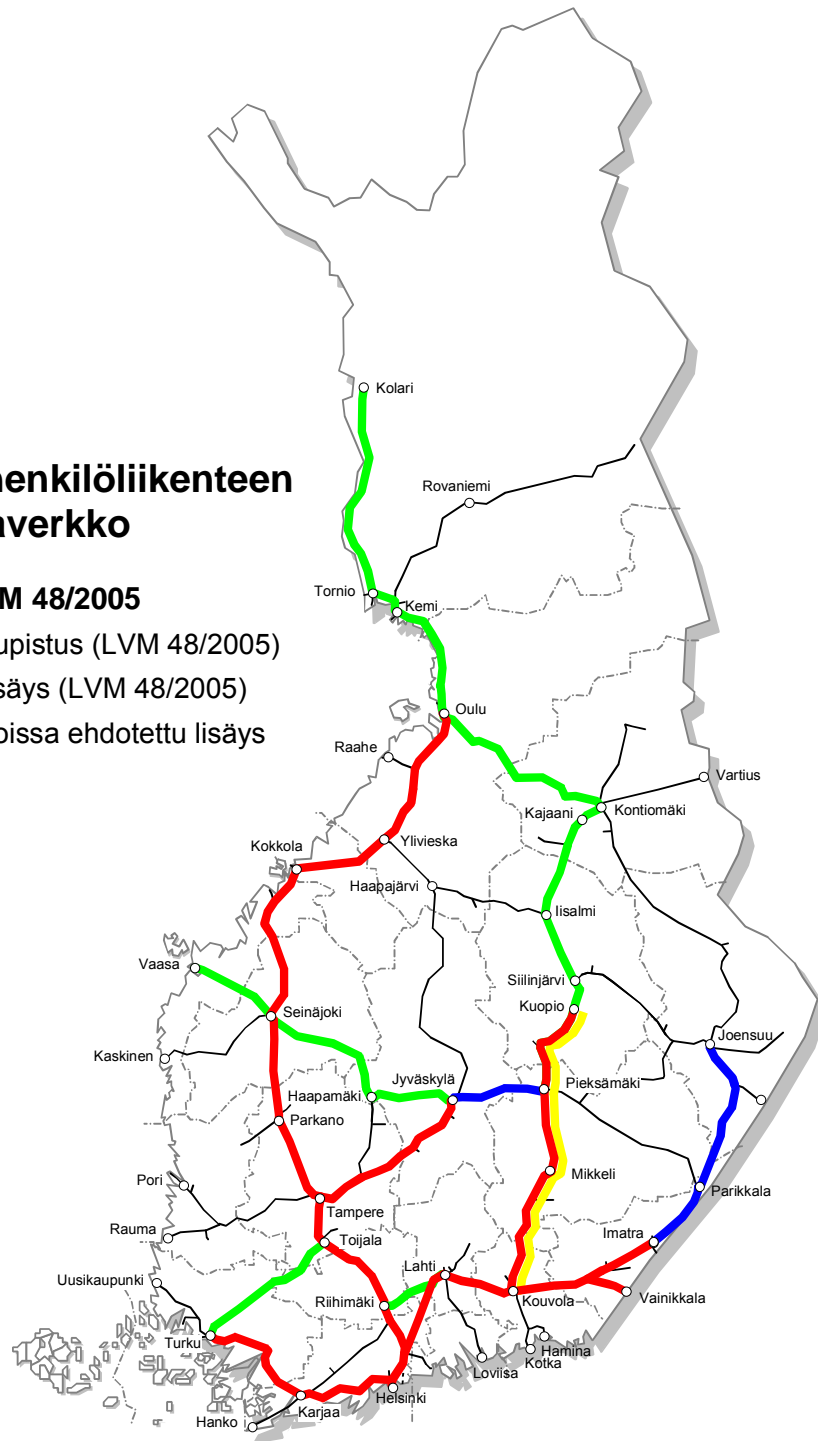 Kolari
enkilöliikenteen
Rovaniemi
averkko
M 48/2005
Tornio
Kemi
upistus (LVM 48/2005)
säys (LVM 48/2005)
Oulu
oissa ehdotettu lisäys
Raahe
Vartius
Kajaani
Kontiomäki
Ylivieska
Kokkola
Haapajärvi
Iisalmi
Vaasa
Siilinjärvi
Kuopio
Seinäjoki
Joensuu
Kaskinen
Jyväskylä
Pieksämäki
Haapamäki
Parkano
Mikkeli
Pori
Parikkala
Tampere
Rauma
Imatra
Toijala
Lahti
Uusikaupunki
Kouvola
Vainikkala
Riihimäki
Turku
Hamina
Kotka
Loviisa
Helsinki
Karjaa
Hanko